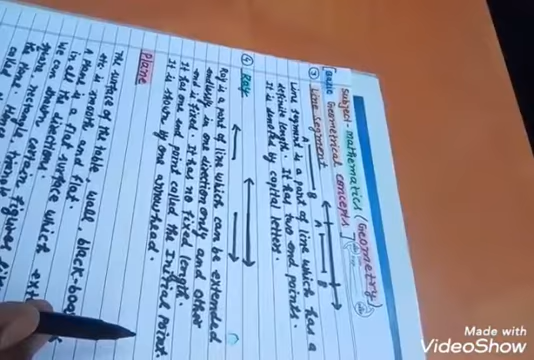 Subject - mathematics (Geometry)
Basic Geometrical concepts
③ Line Segment
A B
A B
Line Segment is a part of line which has a
definite length. It has two end points.
It is denoted by capital letters.
④ Ray
Ray is a part of line which can be extended
endlessly in one direction only and other
end is fixed. It has no fixed length.
It has one end point called the Initial Point.
It is shown by one arrowhead.
Plane
The surface of the table, wall, black-boa
etc is smooth and flat.
A Plane is a flat surface which ext
in all the directions.
We can
the
called
Made with
VideoShow